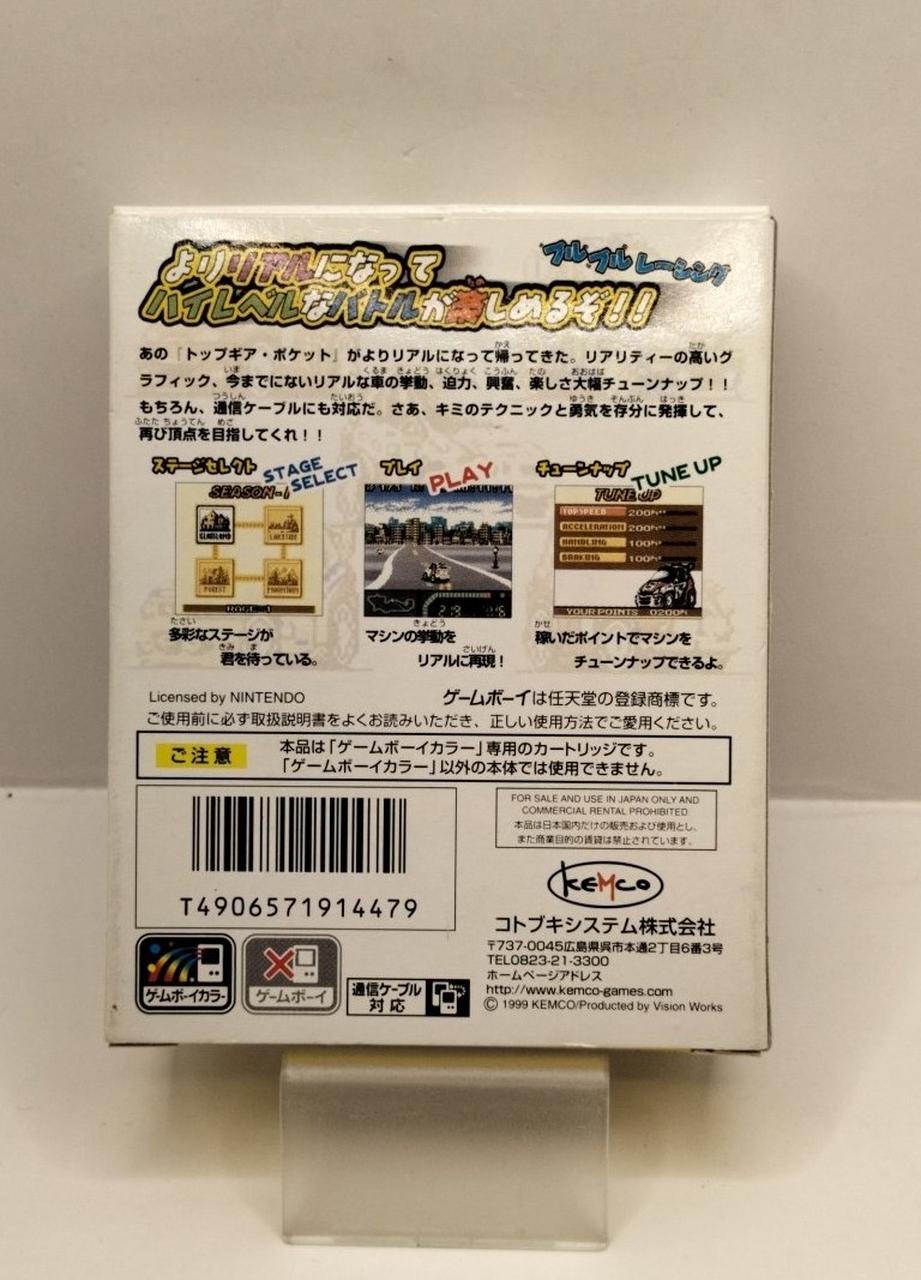 よりリアルになって
ハイレベルなバトルが楽しめるぞ!!
ブルブルレーシング
あの『トップギア・ポケット』がよりリアルになって帰ってきた。リアリティーの高いグ
ラフィック、今までにないリアルな車の挙動、迫力、興奮、楽しさ大幅チューンナップ!!
もちろん、通信ケーブルにも対応だ。さあ、キミのテクニックと勇気を存分に発揮して、
再び頂点を目指してくれ!!
ステージセレクト STAGE SELECT
SEASON-1
GLASSLAND LAKESIDE
FOREST MOUNTAIN
RACE-1
多彩なステージが
君を待っている。
プレイ PLAY
マシンの挙動を
リアルに再現!
チューンナップ TUNE UP
TUNE UP
TOPSPEED 200
ACCELERATION 200
HANDLING 100
BRAKING 100
YOUR POINTS 0200
稼いだポイントでマシンを
チューンナップできるよ。
Licensed by NINTENDO
ゲームボーイは任天堂の登録商標です。
ご使用前に必ず取扱説明書をよくお読みいただき、正しい使用方法でご愛用ください。
ご注意
本品は「ゲームボーイカラー」専用のカートリッジです。
「ゲームボーイカラー」以外の本体では使用できません。
T4906571914479
FOR SALE AND USE IN JAPAN ONLY AND
COMMERCIAL RENTAL PROHIBITED.
本品は日本国内だけの販売および使用とし、
また商業目的の賃貸は禁止されています。
KEMCO
コトブキシステム株式会社
〒737-0045広島県呉市本通2丁目6番3号
TEL0823-21-3300
ホームページアドレス
http://www.kemco-games.com
© 1999 KEMCO/Produced by Vision Works
ゲームボーイカラー
ゲームボーイ
通信ケーブル
対応